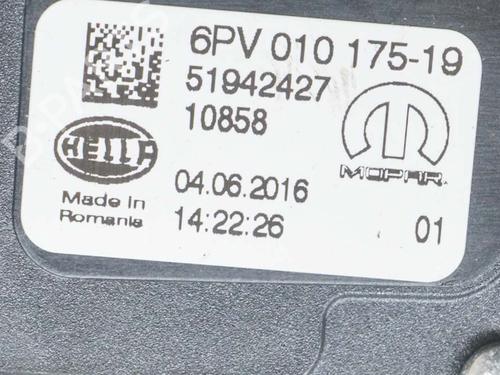 6PV 010 175-19
51942427
10858
HELLA
MOPAR
Made In
Romania
04.06.2016
14:22:26
01